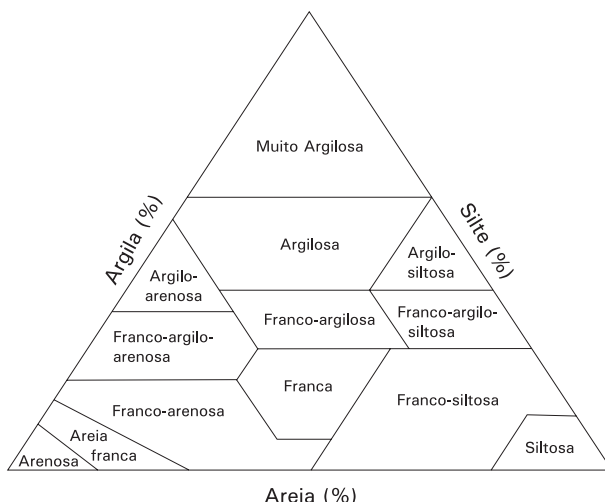 Muito Argilosa
Argila (%)
Silte (%)
Argilosa
Argilo-
siltosa
Argilo-
arenosa
Franco-argilosa
Franco-argilo-
siltosa
Franco-argilo-
arenosa
Franca
Franco-siltosa
Franco-arenosa
Areia
franca
Arenosa
Siltosa
Areia (%)